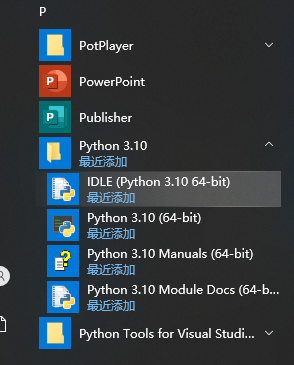 P
PotPlayer
PowerPoint
Publisher
Python 3.10
最近添加
IDLE (Python 3.10 64-bit)
最近添加
Python 3.10 (64-bit)
最近添加
Python 3.10 Manuals (64-bit)
最近添加
Python 3.10 Module Docs (64-b...
最近添加
Python Tools for Visual Studi...